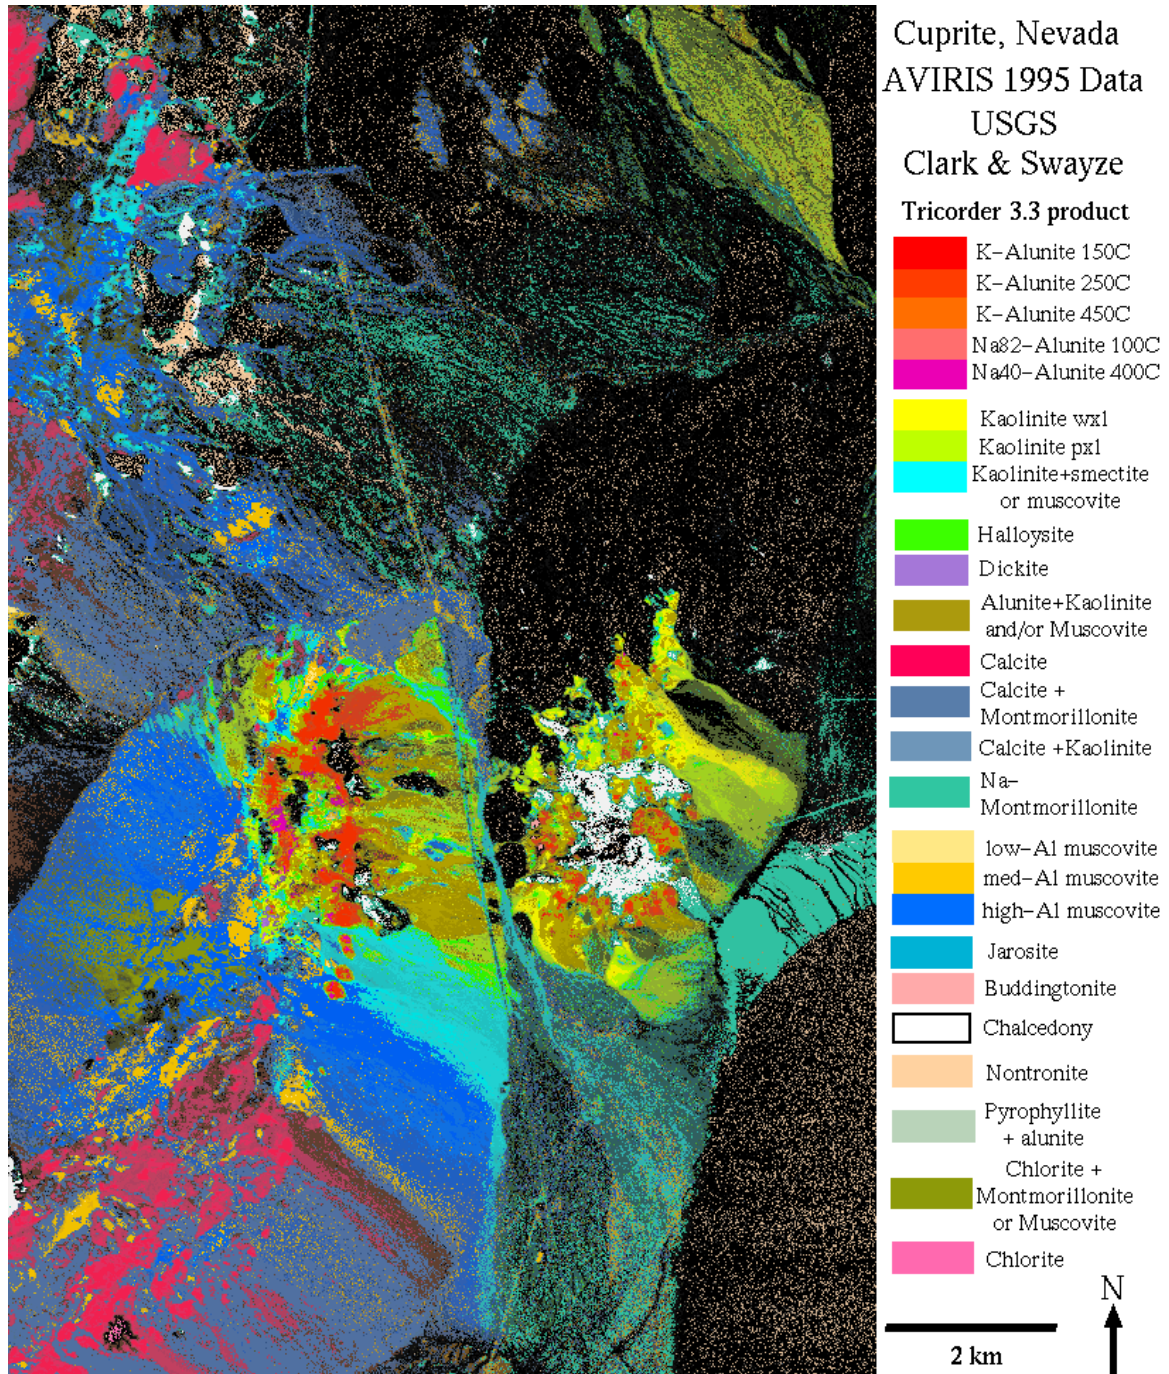 Cuprite, Nevada
AVIRIS 1995 Data
USGS
Clark & Swayze
Tricorder 3.3 product
K-Alunite 150C
K-Alunite 250C
K-Alunite 450C
Na82-Alunite 100C
Na40-Alunite 400C
Kaolinite wxl
Kaolinite pxl
Kaolinite+smectite
or muscovite
Halloysite
Dickite
Alunite+Kaolinite
and/or Muscovite
Calcite
Calcite +
Montmorillonite
Calcite +Kaolinite
Na-
Montmorillonite
low-Al muscovite
med-Al muscovite
high-Al muscovite
Jarosite
Buddingtonite
Chalcedony
Nontronite
Pyrophyllite
+ alunite
Chlorite +
Montmorillonite
or Muscovite
Chlorite
N
2 km